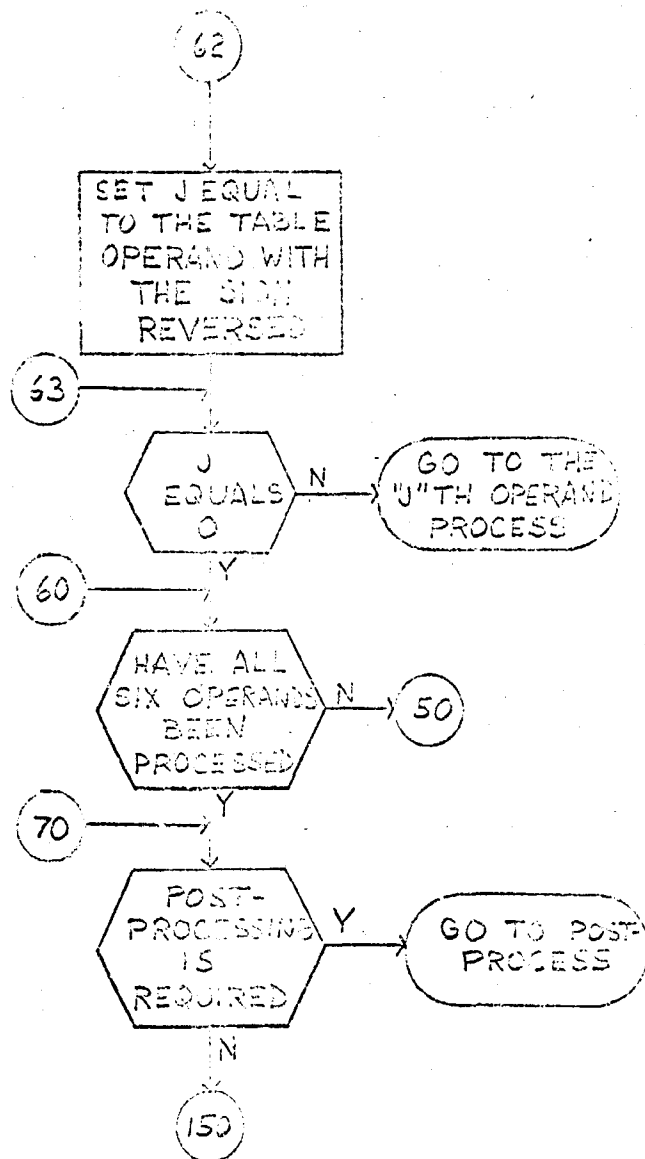 62
SET J EQUAL
TO THE TABLE
OPERAND WITH
THE SIGN
REVERSED
63
J
EQUALS
0
N
GO TO THE
"J"TH OPERAND
PROCESS
Y
60
HAVE ALL
SIX OPERANDS
BEEN
PROCESSED
N
50
Y
70
POST-
PROCESSING
IS
REQUIRED
Y
GO TO POST-
PROCESS
N
150